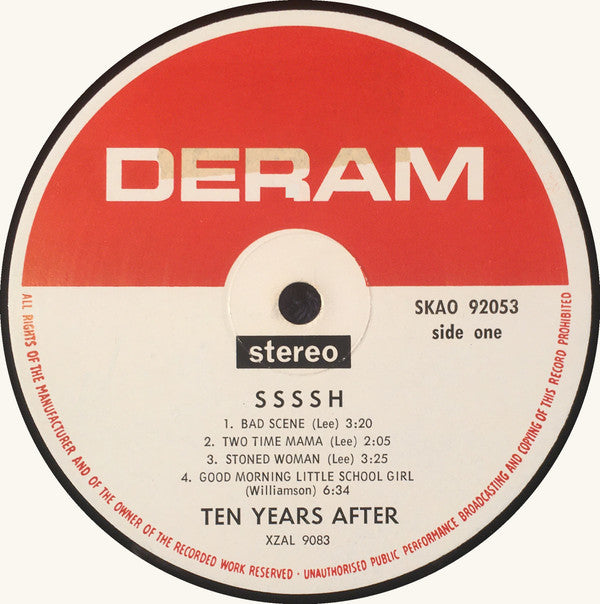 DERAM
SKAO 92053
side one
stereo
SSSSH
1. BAD SCENE (Lee) 3:20
2. TWO TIME MAMA (Lee) 2:05
3. STONED WOMAN (Lee) 3:25
4. GOOD MORNING LITTLE SCHOOL GIRL
(Williamson) 6:34
TEN YEARS AFTER
XZAL 9083
ALL RIGHTS OF THE MANUFACTURER AND OF THE OWNER OF THE RECORDED WORK RESERVED · UNAUTHORISED PUBLIC PERFORMANCE BROADCASTING AND COPYING OF THIS RECORD PROHIBITED